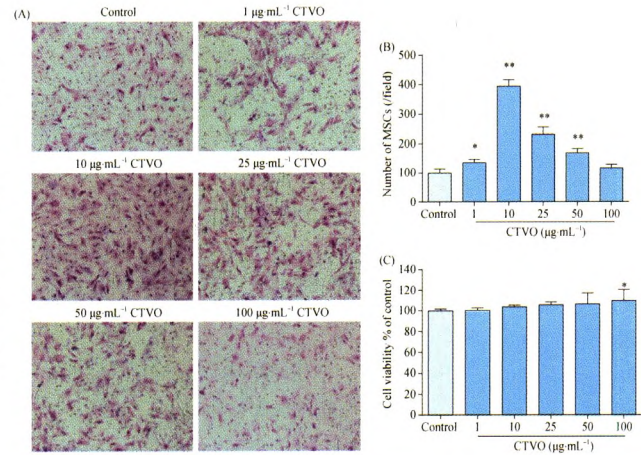 (A)
Control
1 μg·mL⁻¹ CTVO
10 μg·mL⁻¹ CTVO
25 μg·mL⁻¹ CTVO
50 μg·mL⁻¹ CTVO
100 μg·mL⁻¹ CTVO
(B)
Number of MSCs (/field)
500
400
300
200
100
0
*
**
**
**
Control
1
10
25
50
100
CTVO (μg·mL⁻¹)
(C)
Cell viability % of control
140
120
100
80
60
40
20
0
*
Control
1
10
25
50
100
CTVO (μg·mL⁻¹)